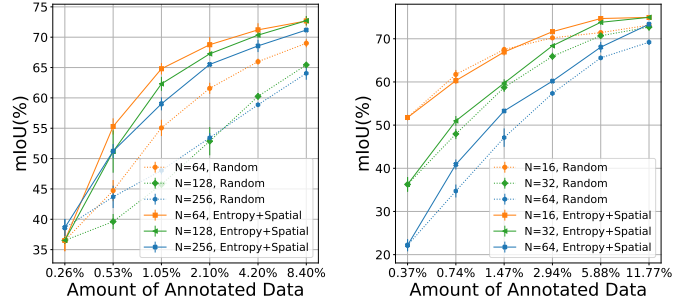 75
70
65
60
55
50
45
40
35
mIoU(%)
N=64, Random
N=128, Random
N=256, Random
N=64, Entropy+Spatial
N=128, Entropy+Spatial
N=256, Entropy+Spatial
0.26% 0.53% 1.05% 2.10% 4.20% 8.40%
Amount of Annotated Data
70
60
50
40
30
20
mIoU(%)
N=16, Random
N=32, Random
N=64, Random
N=16, Entropy+Spatial
N=32, Entropy+Spatial
N=64, Entropy+Spatial
0.37% 0.74% 1.47% 2.94% 5.88% 11.77%
Amount of Annotated Data